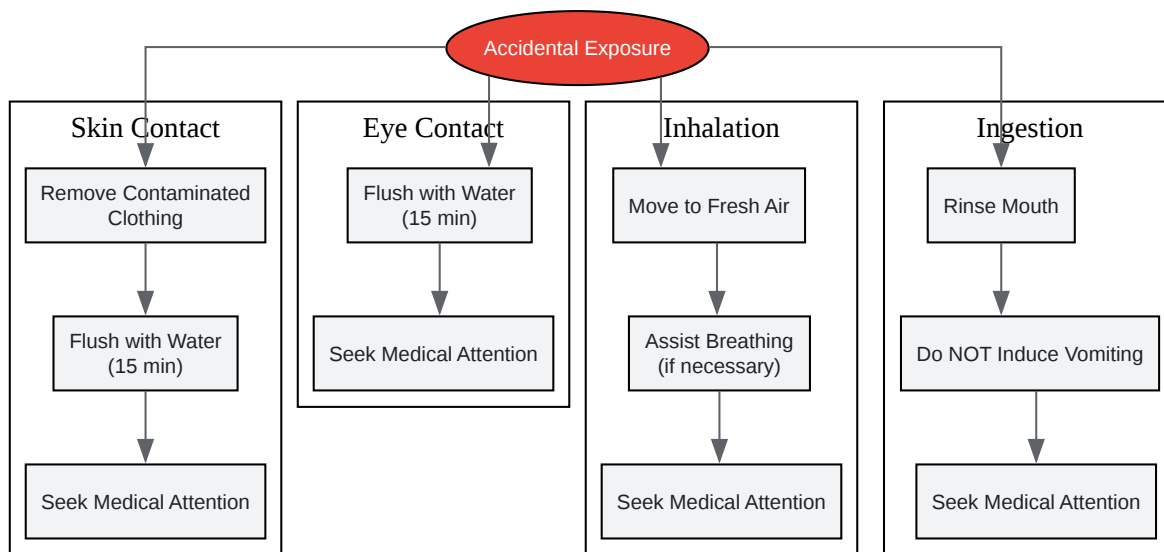 Accidental Exposure
Skin Contact
Remove Contaminated
Clothing
Flush with Water
(15 min)
Seek Medical Attention
Eye Contact
Flush with Water
(15 min)
Seek Medical Attention
Inhalation
Move to Fresh Air
Assist Breathing
(if necessary)
Seek Medical Attention
Ingestion
Rinse Mouth
Do NOT Induce Vomiting
Seek Medical Attention